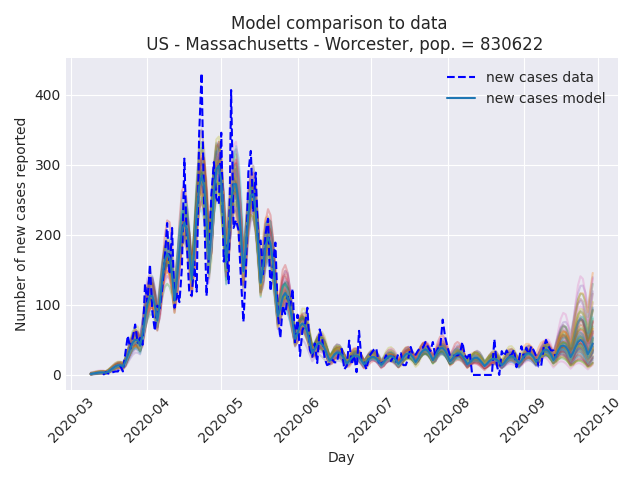 Model comparison to data
US - Massachusetts - Worcester, pop. = 830622
new cases data
new cases model
Number of new cases reported
400
300
200
100
0
2020-03
2020-04
2020-05
2020-06
2020-07
2020-08
2020-09
2020-10
Day